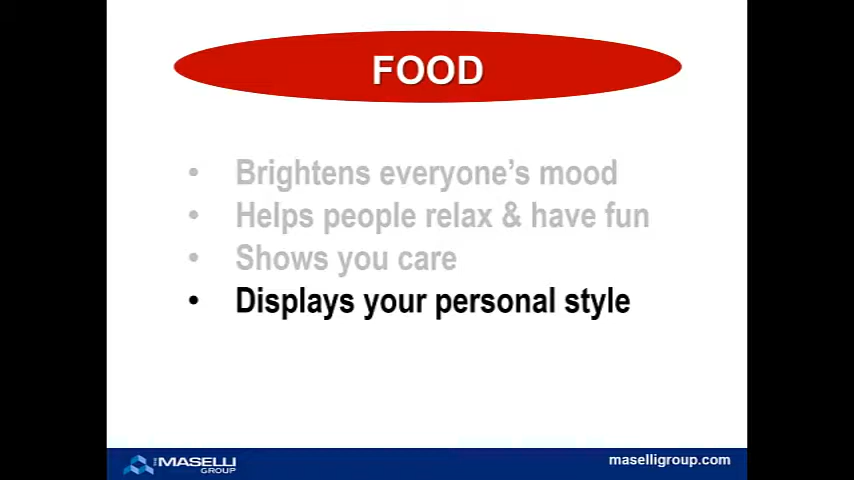 FOOD
• Brightens everyone's mood
• Helps people relax & have fun
• Shows you care
• Displays your personal style
THE MASELLI
GROUP
maselligroup.com